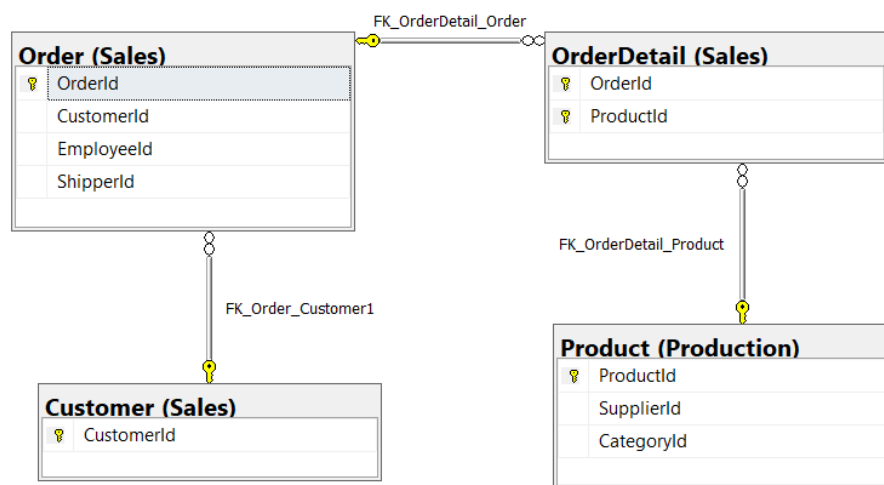 FK_OrderDetail_Order
Order (Sales)
OrderId
CustomerId
EmployeeId
ShipperId
OrderDetail (Sales)
OrderId
ProductId
FK_OrderDetail_Product
FK_Order_Customer1
Product (Production)
ProductId
SupplierId
CategoryId
Customer (Sales)
CustomerId